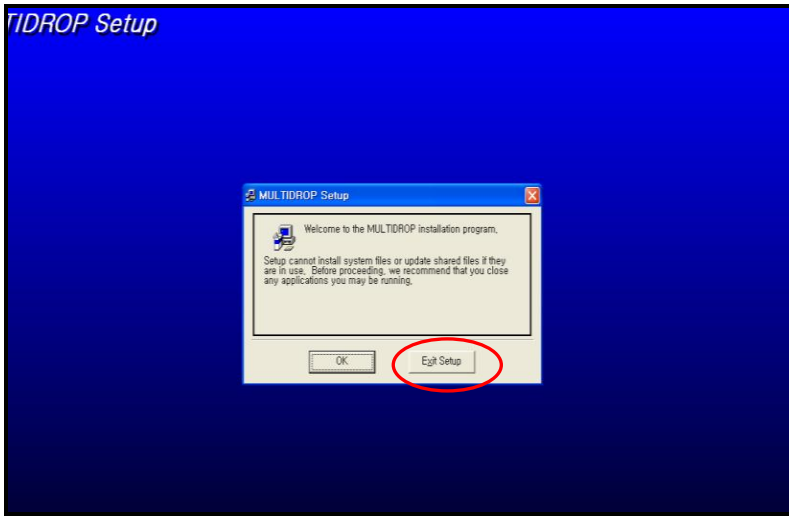 TIDROP Setup
MULTIDROP Setup
Welcome to the MULTIDROP installation program.
Setup cannot install system files or update shared files if they
are in use. Before proceeding, we recommend that you close
any applications you may be running.
OK
Exit Setup